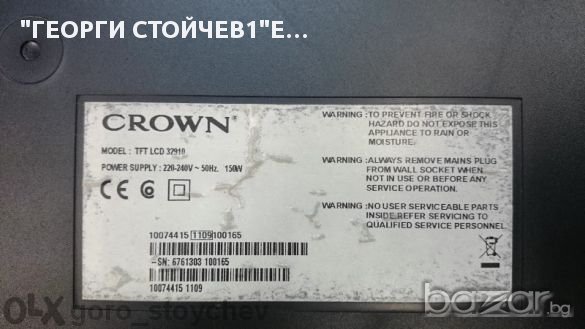 "ГЕОРГИ СТОЙЧЕВ1"Е...
CROWN
MODEL : TFT LCD 32910
POWER SUPPLY : 220-240V ~ 50Hz, 150W
WARNING : TO PREVENT FIRE OR SHOCK
HAZARD DO NOT EXPOSE THIS
APPLIANCE TO RAIN OR
MOISTURE.
WARNING : ALWAYS REMOVE MAINS PLUG
FROM WALL SOCKET WHEN
NOT IN USE OR BEFORE ANY
SERVICE OPERATION.
WARNING : NO USER SERVICEABLE PARTS
INSIDE.REFER SERVICING TO
QUALIFIED SERVICE PERSONNEL
CE
10074415 1109 100165
-SN: 6761303 100165
10074415 1109
OLX goro_stoychev
bazar.bg